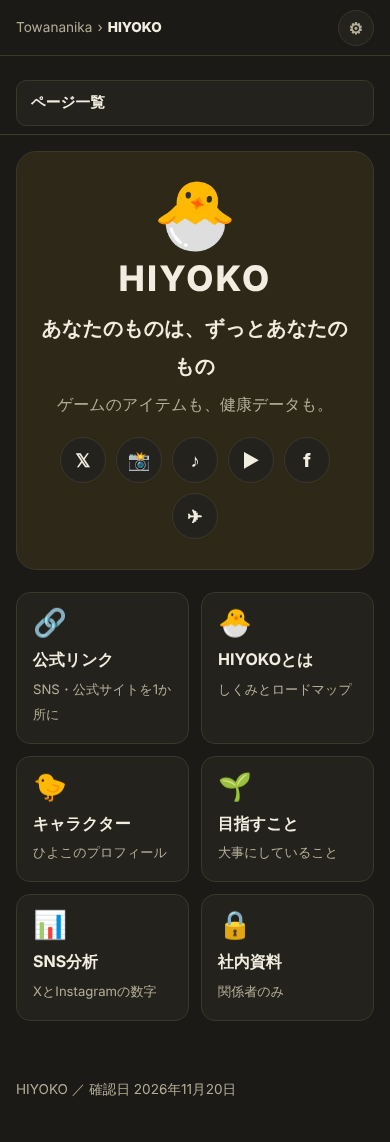 Towananika › HIYOKO
ページ一覧
HIYOKO
あなたのものは、ずっとあなたの
もの
ゲームのアイテムも、健康データも。
𝕏
♪
▶
f
✈
公式リンク
SNS・公式サイトを1か
所に
HIYOKOとは
しくみとロードマップ
キャラクター
ひよこのプロフィール
目指すこと
大事にしていること
SNS分析
XとInstagramの数字
社内資料
関係者のみ
HIYOKO ／ 確認日 2026年11月20日